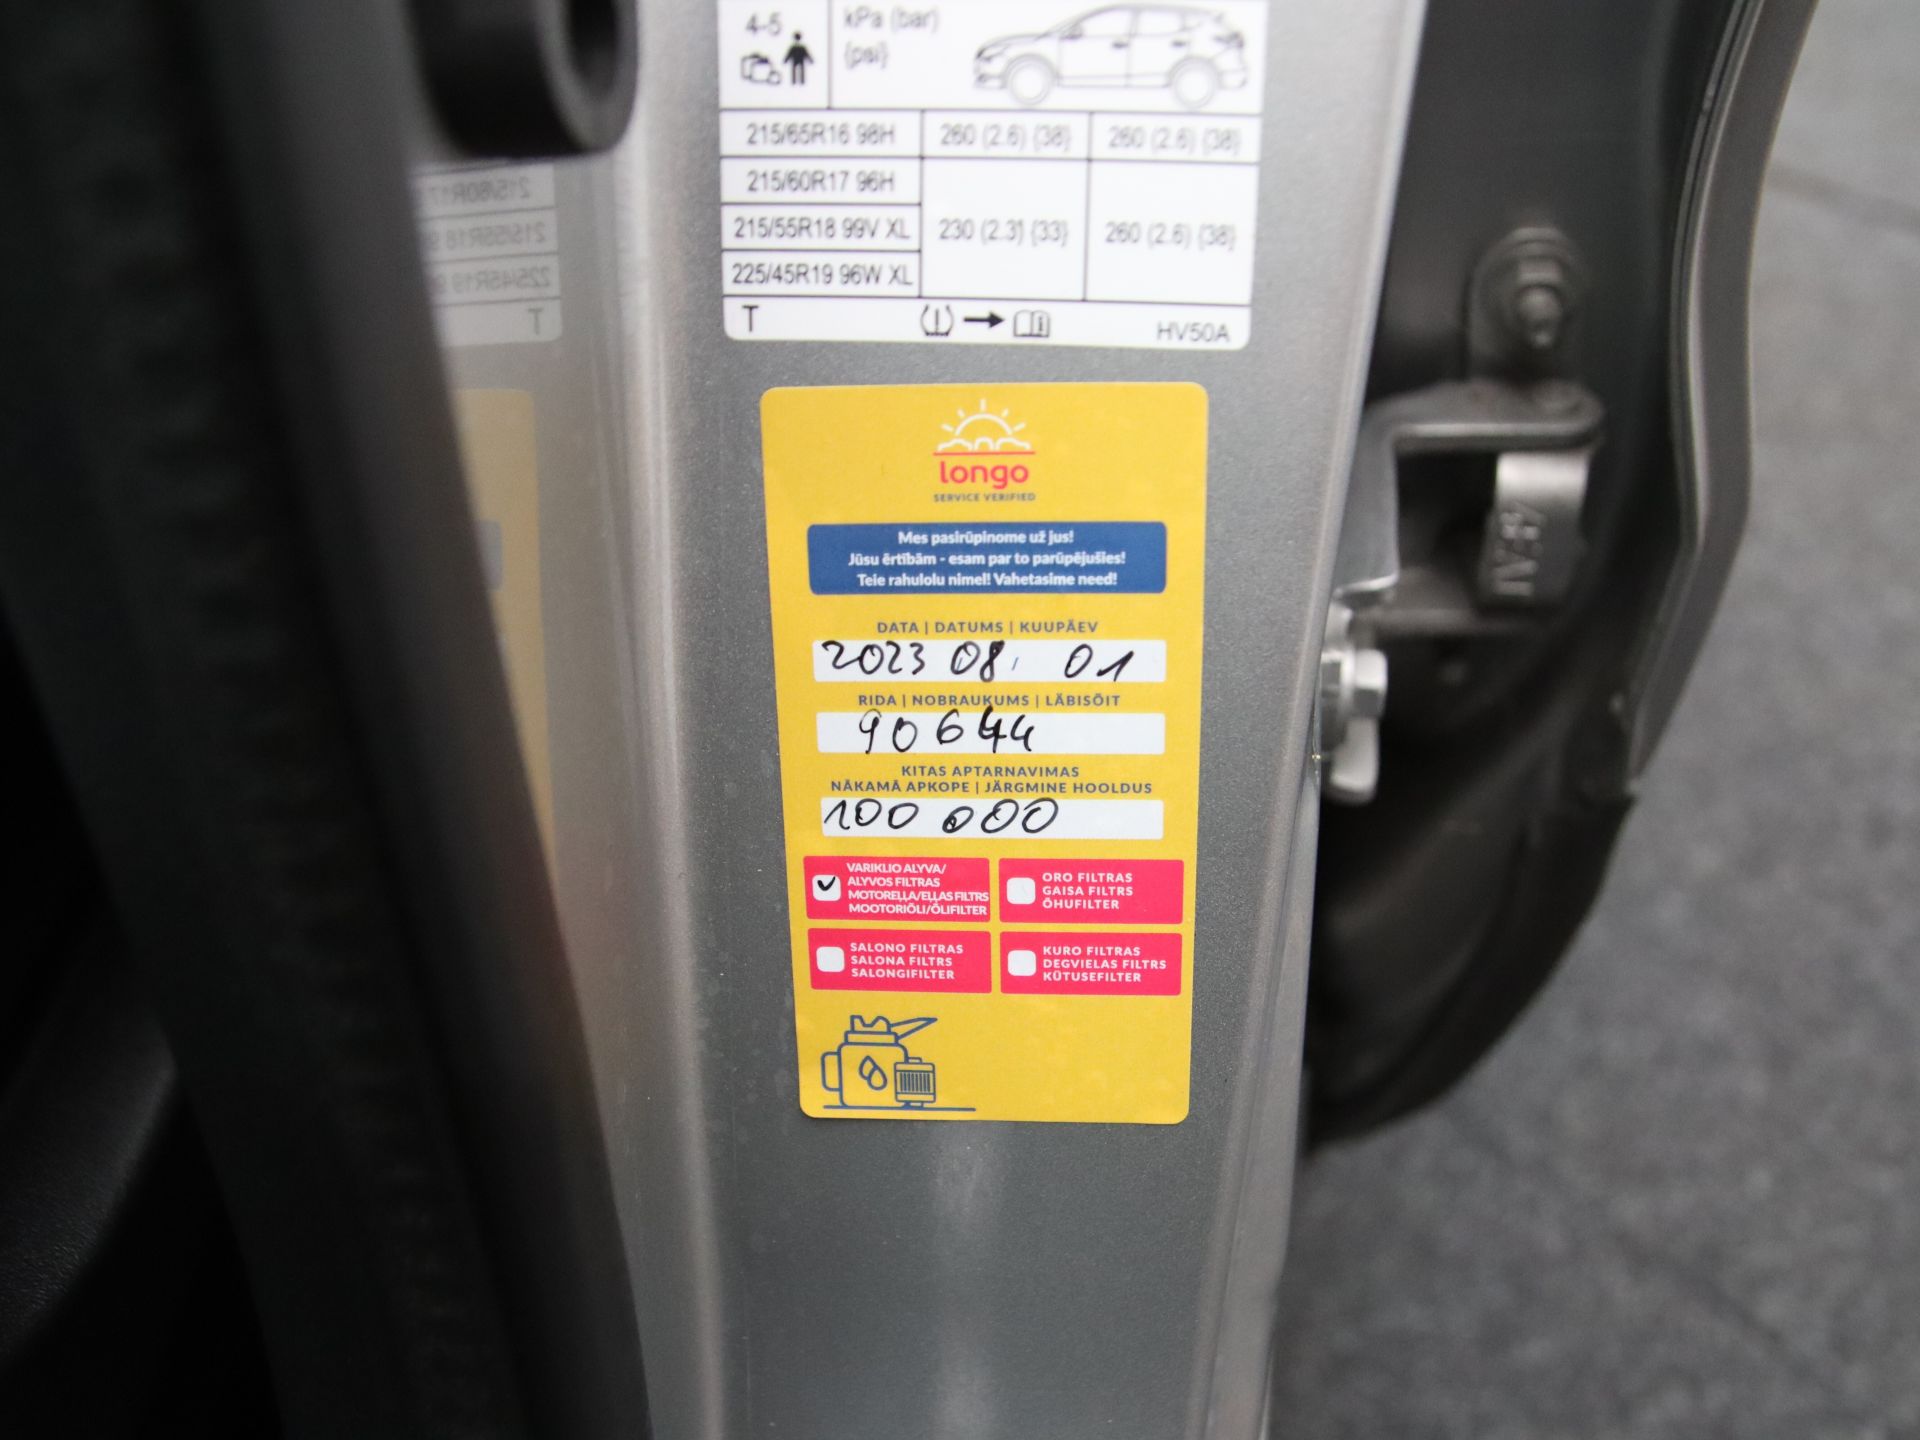 4-5
kPa (bar)
{psi}
215/65R16 98H 260 (2.6) {38} 260 (2.6) {38}
215/60R17 96H
215/55R18 99V XL 230 (2.3) {33} 260 (2.6) {38}
225/45R19 96W XL
T HV50A
longo
SERVICE VERIFIED
Mes pasirūpinome už jus!
Jūsu ērtībām - esam par to parūpējušies!
Teie rahulolu nimel! Vahetasime need!
DATA | DATUMS | KUUPÄEV
2023 08, 01
RIDA | NOBRAUKUMS | LÄBISÕIT
90644
KITAS APTARNAVIMAS
NĀKAMĀ APKOPE | JÄRGMINE HOOLDUS
100 000
VARIKLIO ALYVA/
ALYVOS FILTRAS
MOTOREĻĻA/EĻĻAS FILTRS
MOOTORIÕLI/ÕLIFILTER
ORO FILTRAS
GAISA FILTRS
ÕHUFILTER
SALONO FILTRAS
SALONA FILTRS
SALONGIFILTER
KURO FILTRAS
DEGVIELAS FILTRS
KÜTUSEFILTER